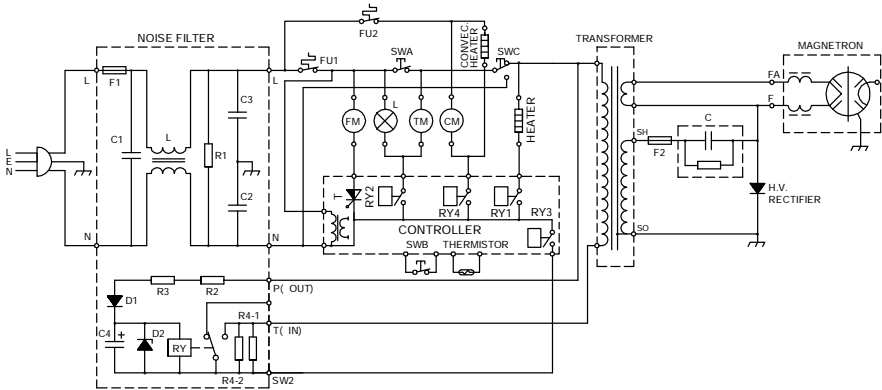 NOISE FILTER
FU2
FU1
SWA
CONVEC.
HEATER
SWC
TRANSFORMER
MAGNETRON
L
F1
L
FA
F
C3
C1
L
R1
C2
FM
L
TM
CM
HEATER
SH
F2
C
L
E
N
H.V.
RECTIFIER
T
RY2
RY4
RY1
RY3
CONTROLLER
SWB
THERMISTOR
N
N
SO
P( OUT)
R3
R2
D1
C4
+
D2
RY
R4-1
T( IN)
R4-2
SW2